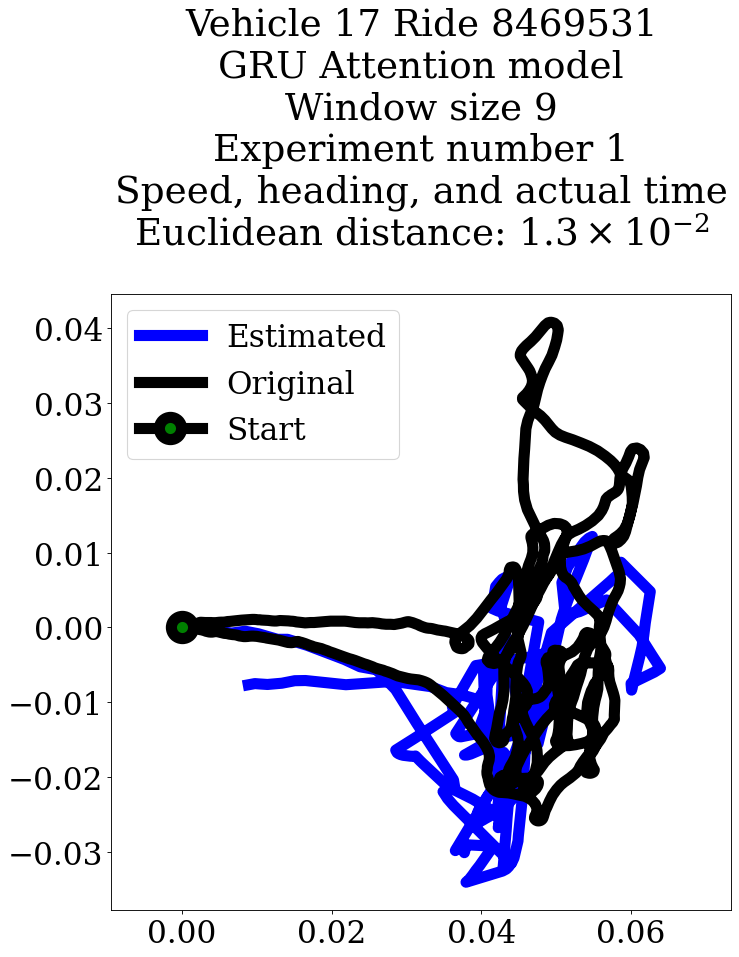 Vehicle 17 Ride 8469531
GRU Attention model
Window size 9
Experiment number 1
Speed, heading, and actual time
Euclidean distance: 1.3 × 10⁻²
Estimated
Original
Start
0.04
0.03
0.02
0.01
0.00
−0.01
−0.02
−0.03
0.00 0.02 0.04 0.06